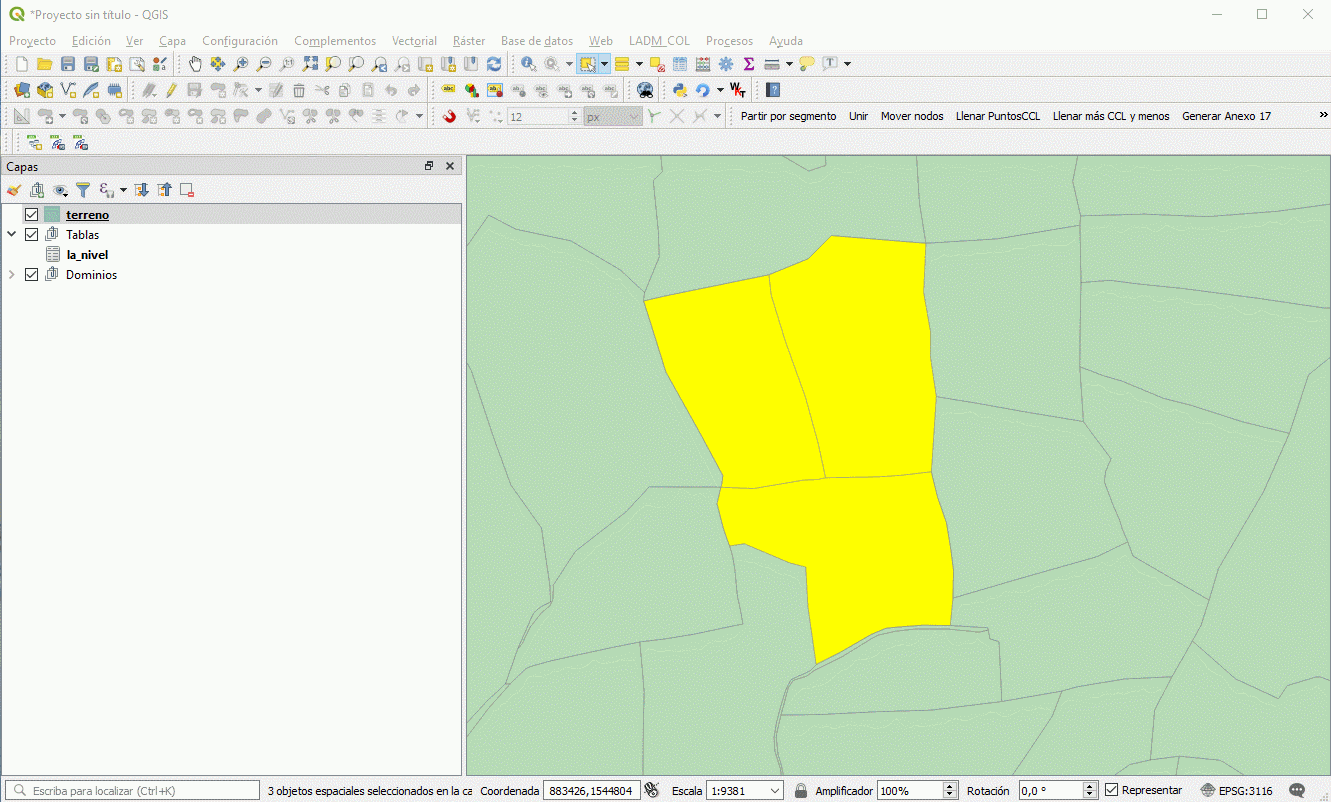 *Proyecto sin título - QGIS
Proyecto Edición Ver Capa Configuración Complementos Vectorial Ráster Base de datos Web LADM_COL Procesos Ayuda
12 px Partir por segmento Unir Mover nodos Llenar PuntosCCL Llenar más CCL y menos Generar Anexo 17 »
Capas
terreno
Tablas
la_nivel
Dominios
Escriba para localizar (Ctrl+K) 3 objetos espaciales seleccionados en la ca Coordenada 883426,1544804 Escala 1:9381 Amplificador 100% Rotación 0,0 ° Representar EPSG:3116